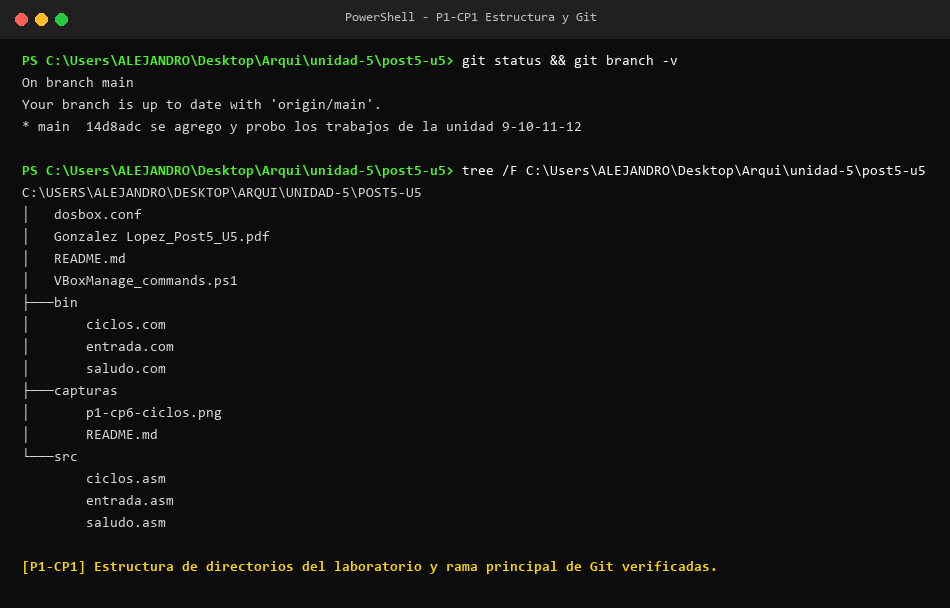 PowerShell - P1-CP1 Estructura y Git
PS C:\Users\ALEJANDRO\Desktop\Arqui\unidad-5\post5-u5> git status && git branch -v
On branch main
Your branch is up to date with 'origin/main'.
* main  14d8adc se agrego y probo los trabajos de la unidad 9-10-11-12
PS C:\Users\ALEJANDRO\Desktop\Arqui\unidad-5\post5-u5> tree /F C:\Users\ALEJANDRO\Desktop\Arqui\unidad-5\post5-u5
C:\USERS\ALEJANDRO\DESKTOP\ARQUI\UNIDAD-5\POST5-U5
│   dosbox.conf
│   Gonzalez Lopez_Post5_U5.pdf
│   README.md
│   VBoxManage_commands.ps1
├───bin
│       ciclos.com
│       entrada.com
│       saludo.com
├───capturas
│       p1-cp6-ciclos.png
│       README.md
└───src
        ciclos.asm
        entrada.asm
        saludo.asm
[P1-CP1] Estructura de directorios del laboratorio y rama principal de Git verificadas.